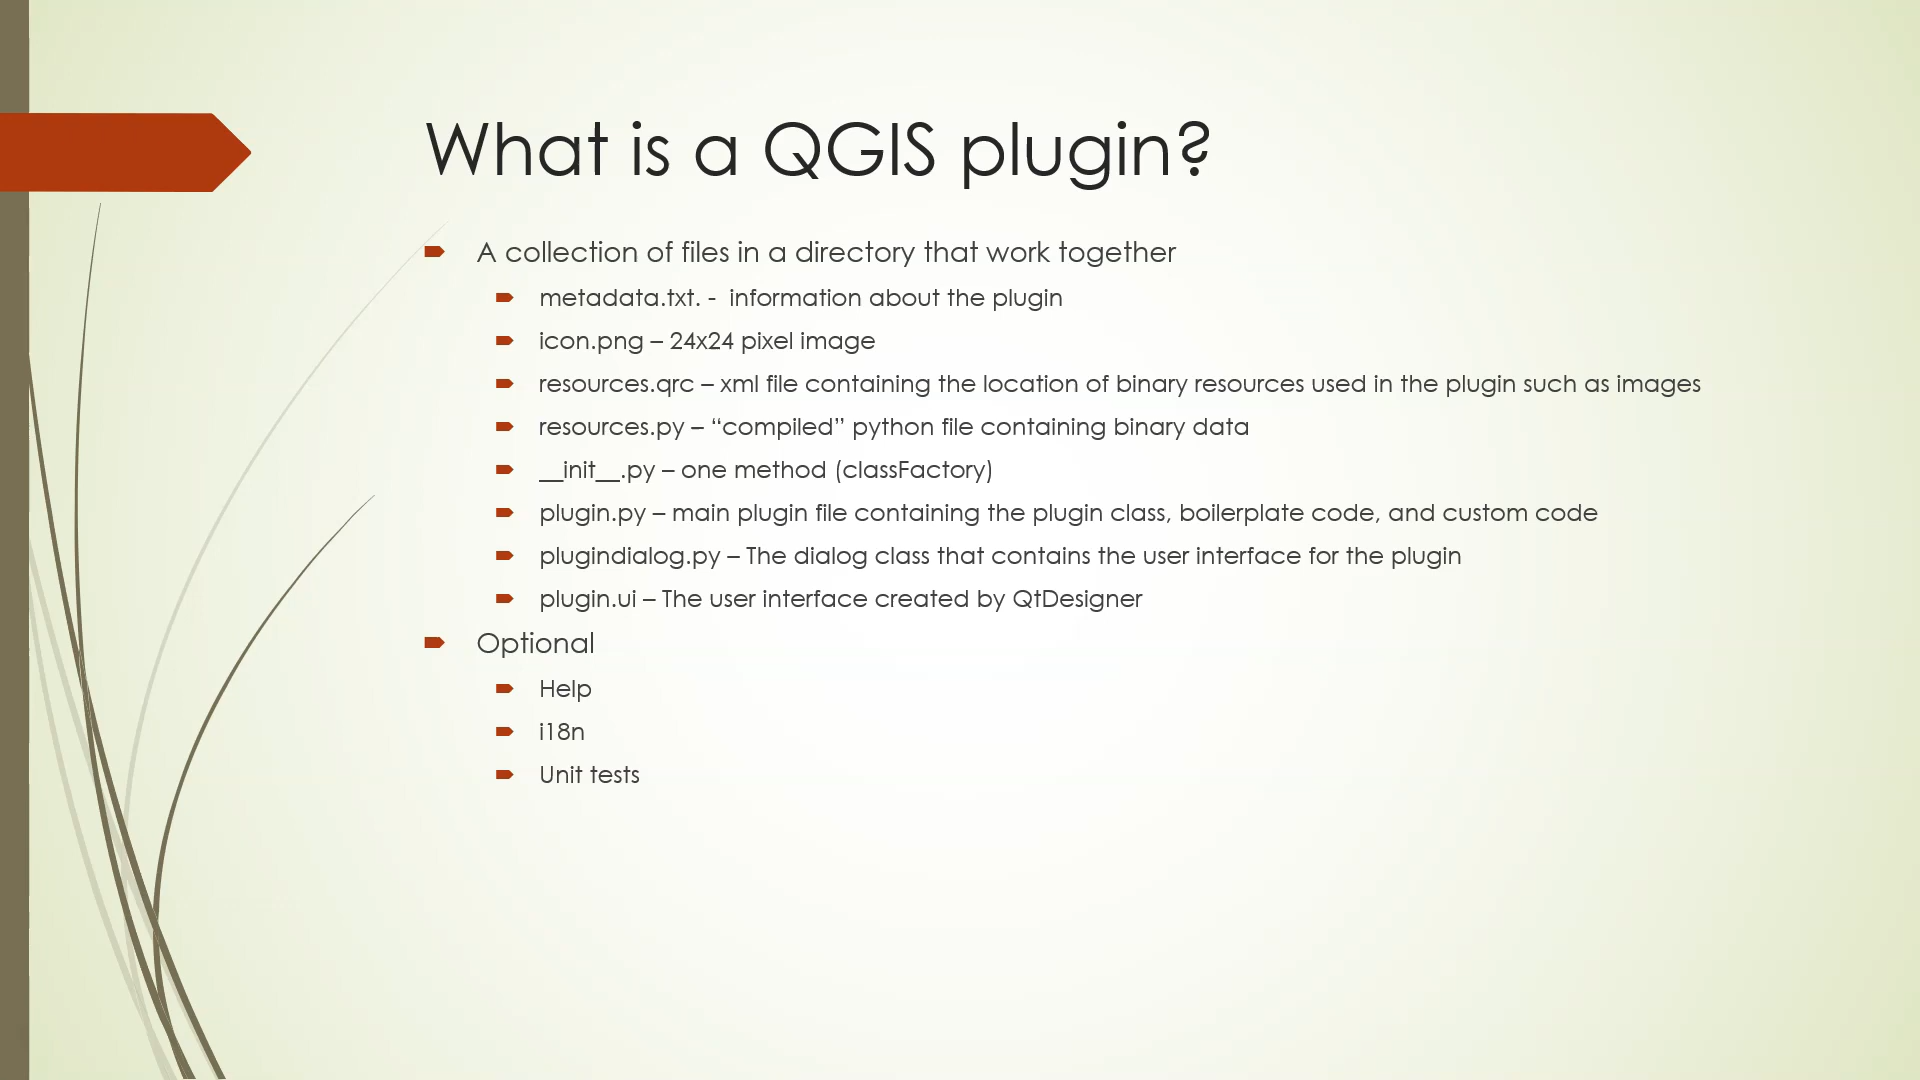 What is a QGIS plugin?
A collection of files in a directory that work together
metadata.txt. -  information about the plugin
icon.png – 24x24 pixel image
resources.qrc – xml file containing the location of binary resources used in the plugin such as images
resources.py – “compiled” python file containing binary data
__init__.py – one method (classFactory)
plugin.py – main plugin file containing the plugin class, boilerplate code, and custom code
plugindialog.py – The dialog class that contains the user interface for the plugin
plugin.ui – The user interface created by QtDesigner
Optional
Help
i18n
Unit tests